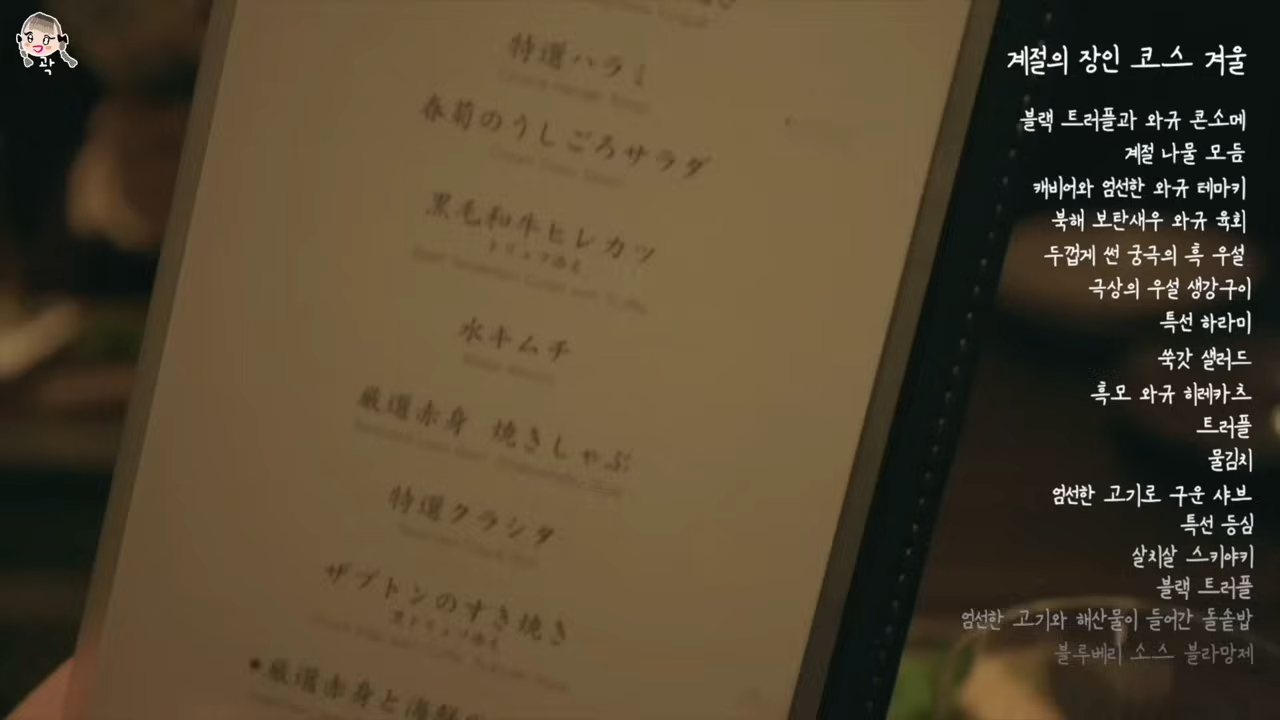 곽
特選ハラミ
春菊のうしごろサラダ
黒毛和牛ヒレカツ
トリュフ添え
水キムチ
厳選赤身 焼きしゃぶ
特選クラシタ
ザブトンのすき焼き
黒トリュフ添え
厳選赤身と海鮮
계절의 장인 코스 겨울
블랙 트러플과 와규 콘소메
계절 나물 모듬
캐비어와 엄선한 와규 테마키
북해 보탄새우 와규 육회
두껍게 썬 궁극의 흑 우설
극상의 우설 생강구이
특선 하라미
쑥갓 샐러드
흑모 와규 히레카츠
트러플
물김치
엄선한 고기로 구운 샤브
특선 등심
살치살 스키야키
블랙 트러플
엄선한 고기와 해산물이 들어간 돌솥밥
블루베리 소스 블라망제